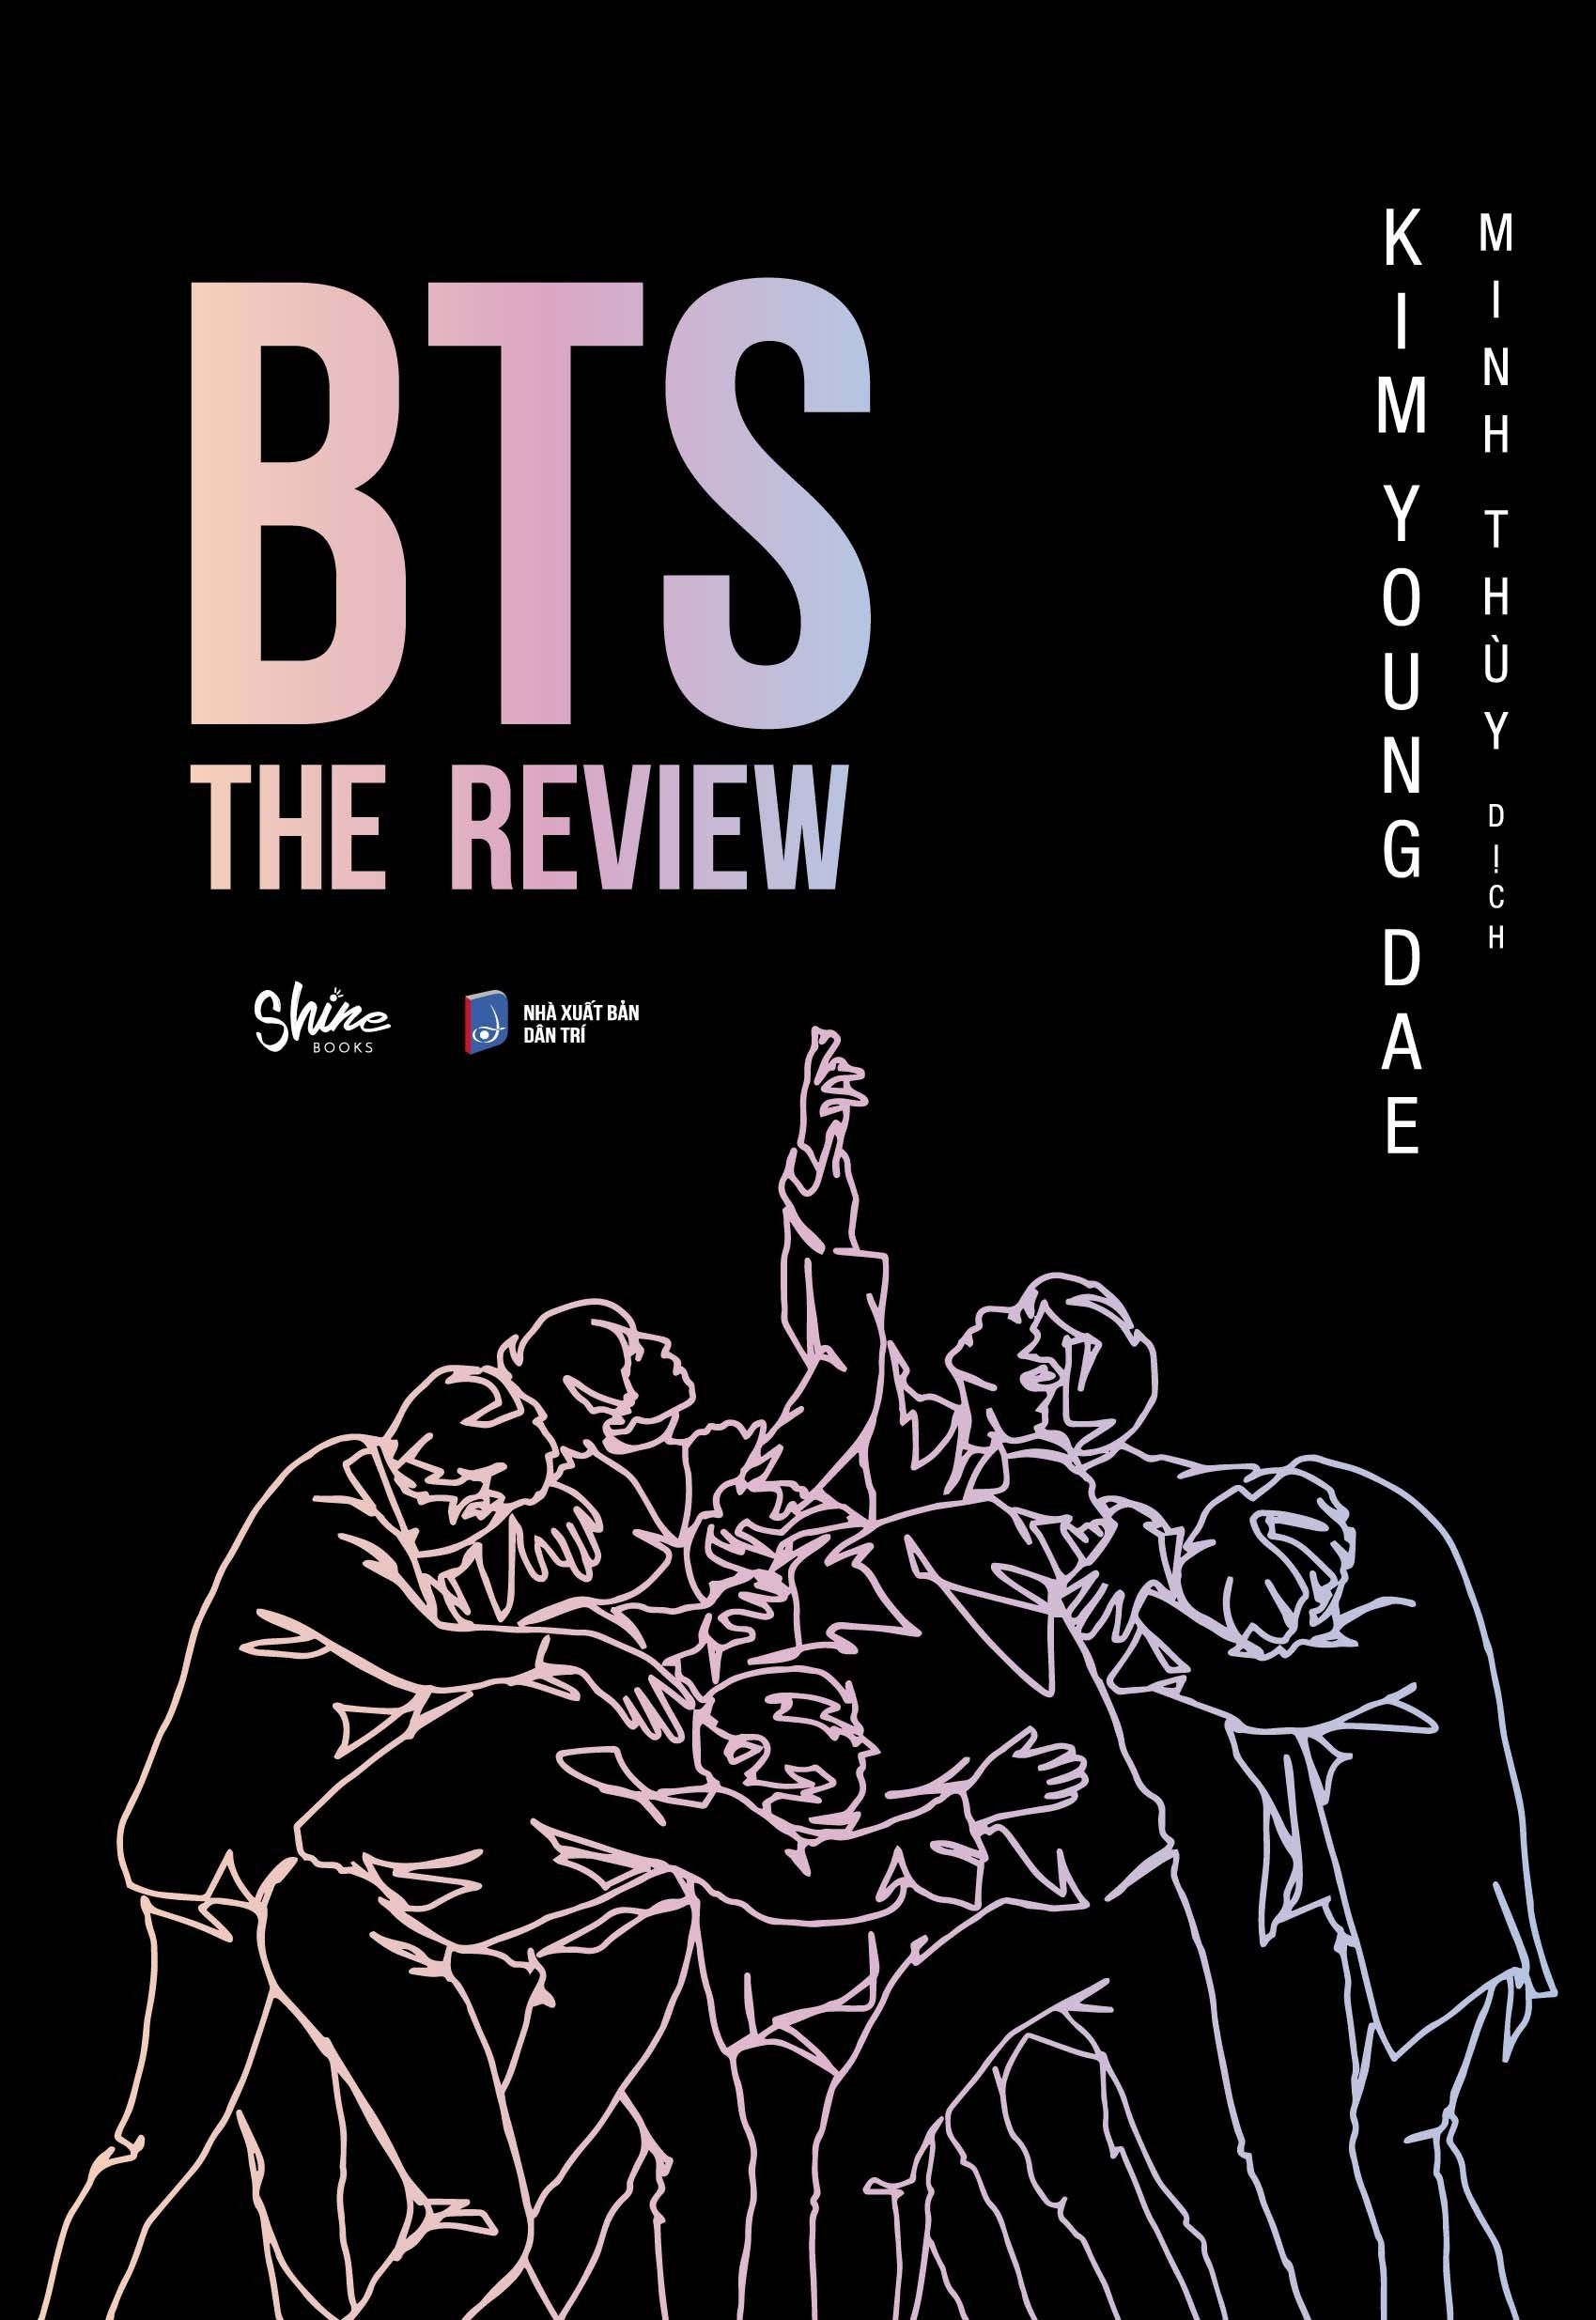 BTS
THE REVIEW
Shine
BOOKS
NHÀ XUẤT BẢN
DÂN TRÍ
KIM YOUNG DAE
MINH THÙY DỊCH